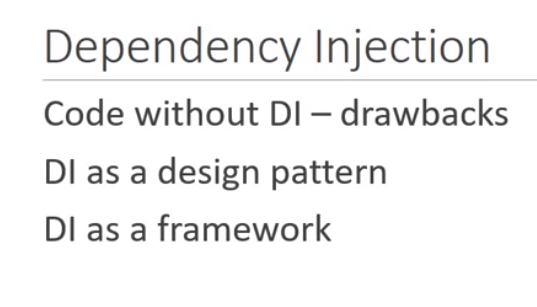 Dependency Injection
Code without DI – drawbacks
DI as a design pattern
DI as a framework